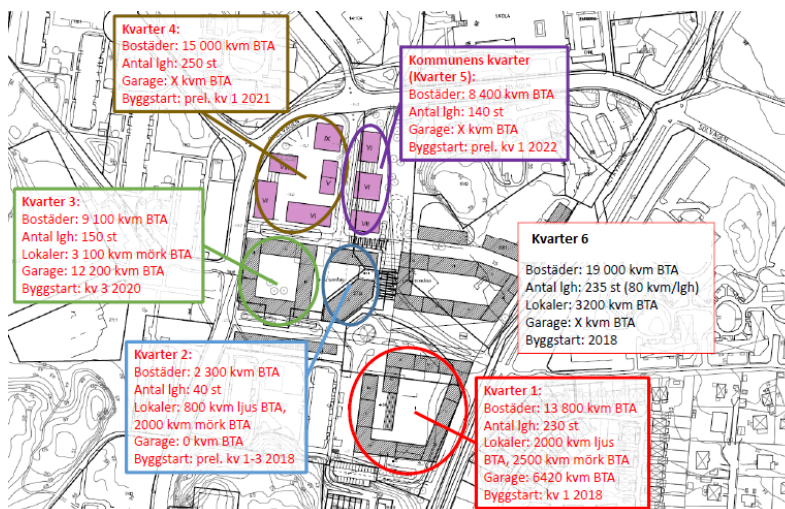 Kvarter 4:
Bostäder: 15 000 kvm BTA
Antal lgh: 250 st
Garage: X kvm BTA
Byggstart: prel. kv 1 2021
Kommunens kvarter
(Kvarter 5):
Bostäder: 8 400 kvm BTA
Antal lgh: 140 st
Garage: X kvm BTA
Byggstart: prel. kv 1 2022
SKOLA
SOLVÄGEN
IX
VI
V
VI
VI
VI
Kvarter 3:
Bostäder: 9 100 kvm BTA
Antal lgh: 150 st
Lokaler: 3 100 kvm mörk BTA
Garage: 12 200 kvm BTA
Byggstart: kv 3 2020
Kvarter 6
Bostäder: 19 000 kvm BTA
Antal lgh: 235 st (80 kvm/lgh)
Lokaler: 3200 kvm BTA
Garage: X kvm BTA
Byggstart: 2018
Kvarter 2:
Bostäder: 2 300 kvm BTA
Antal lgh: 40 st
Lokaler: 800 kvm ljus BTA,
2000 kvm mörk BTA
Garage: 0 kvm BTA
Byggstart: prel. kv 1-3 2018
Kvarter 1:
Bostäder: 13 800 kvm BTA
Antal lgh: 230 st
Lokaler: 2000 kvm ljus
BTA, 2500 kvm mörk BTA
Garage: 6420 kvm BTA
Byggstart: kv 1 2018